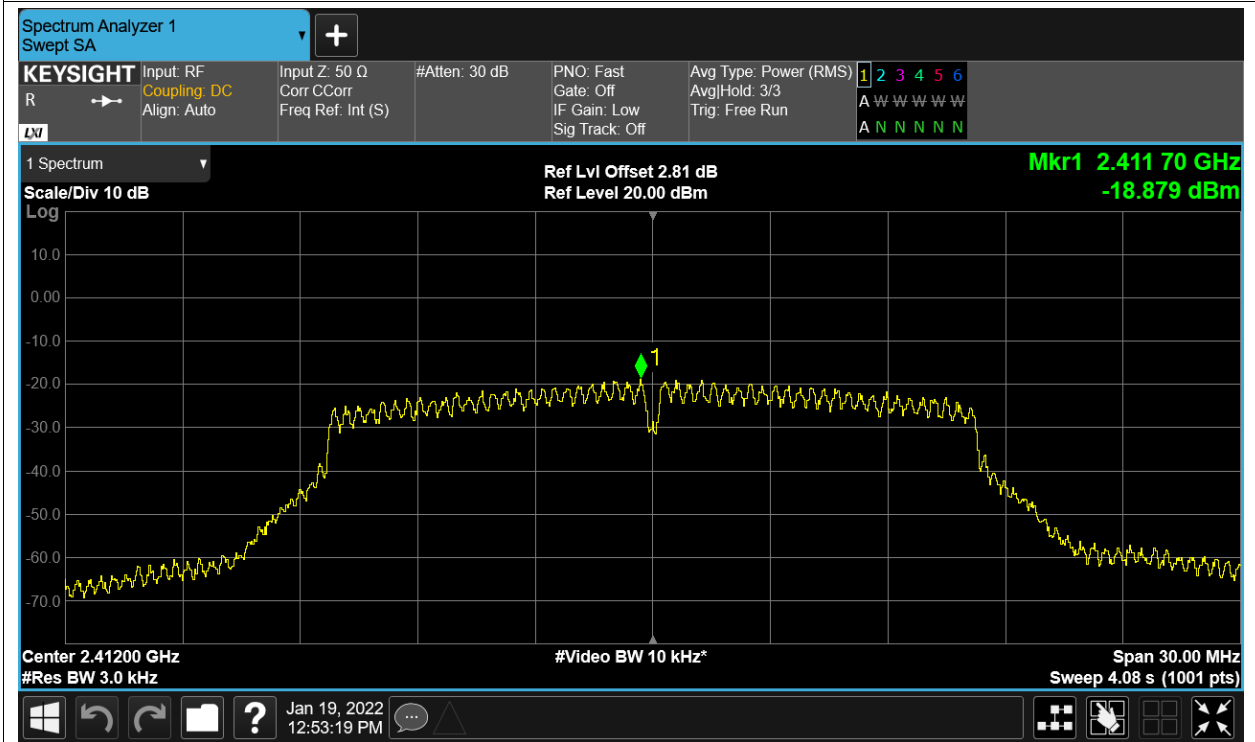 Spectrum Analyzer 1
Swept SA
+
KEYSIGHT
R
LXI
Input: RF
Coupling: DC
Align: Auto
Input Z: 50 Ω
Corr CCorr
Freq Ref: Int (S)
#Atten: 30 dB
PNO: Fast
Gate: Off
IF Gain: Low
Sig Track: Off
Avg Type: Power (RMS)
Avg|Hold: 3/3
Trig: Free Run
1 2 3 4 5 6
A W W W W W
A N N N N N
1 Spectrum
Scale/Div 10 dB
Log
Ref Lvl Offset 2.81 dB
Ref Level 20.00 dBm
Mkr1 2.411 70 GHz
-18.879 dBm
10.0
0.00
-10.0
1
-20.0
-30.0
-40.0
-50.0
-60.0
-70.0
Center 2.41200 GHz
#Res BW 3.0 kHz
#Video BW 10 kHz*
Span 30.00 MHz
Sweep 4.08 s (1001 pts)
?
Jan 19, 2022
12:53:19 PM